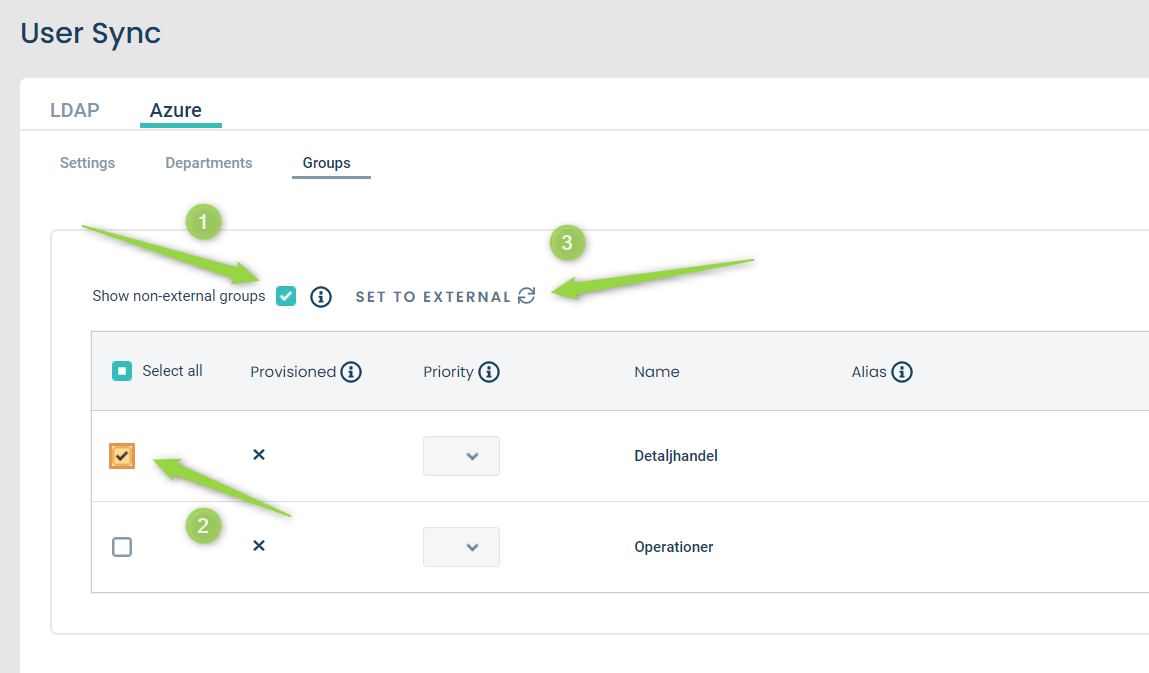 User Sync
LDAP Azure
Settings Departments Groups
1
3
Show non-external groups SET TO EXTERNAL
Select all Provisioned Priority Name Alias
Detaljhandel
2
Operationer